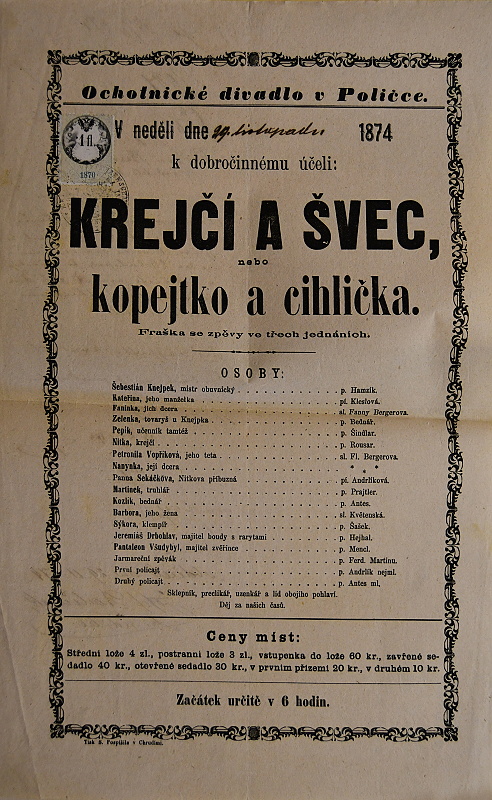 Ochotnické divadlo v Poličce.
V neděli dne 29. listopadu 1874
1 fl.
1870
k dobročinnému účeli:
KREJČÍ A ŠVEC,
nebo
kopejtko a cihlička.
Fraška se zpěvy ve třech jednáních.
OSOBY:
Šebestián Knejpek, mistr obuvnický . . . p. Hamzík.
Kateřina, jeho manželka . . . pí. Klesľová.
Faninka, jich dcera . . . sl. Fanny Bergerova.
Zelenka, tovaryš u Knejpka . . . p. Bednář.
Pepík, učenník tamtéž . . . p. Šindlar.
Nitka, krejčí . . . p. Rousar.
Petronila Vopřiková, jeho teta . . . sl. Fl. Bergerova.
Nanynka, její dcera . . . * * *
Panna Sekáčkova, Nitkova příbuzná . . . pí. Andrlíková.
Martinek, truhlář . . . p. Prajtler.
Kozlík, bednář . . . p. Antes.
Barbora, jeho žena . . . sl. Květenská.
Sýkora, klempíř . . . p. Šašek.
Jeremiáš Drbohlav, majitel boudy s rarytami . . . p. Hejhal.
Pantaleon Všudybyl, majitel zvěřince . . . p. Mencl.
Jarmareční zpěvák . . . p. Ferd. Martinu.
První policajt . . . p. Andrlík nejml.
Druhý policajt . . . p. Antes ml.
Sklepník, preclíkář, uzenkář a lid obojího pohlaví.
Děj za našich časů.
Ceny míst:
Střední lože 4 zl., postranní lože 3 zl., vstupenka do lože 60 kr., zavřené se-
dadlo 40 kr., otevřené sedadlo 30 kr., v prvním přízemí 20 kr., v druhém 10 kr.
Začátek určitě v 6 hodin.
Tisk S. Pospíšila v Chrudimi.